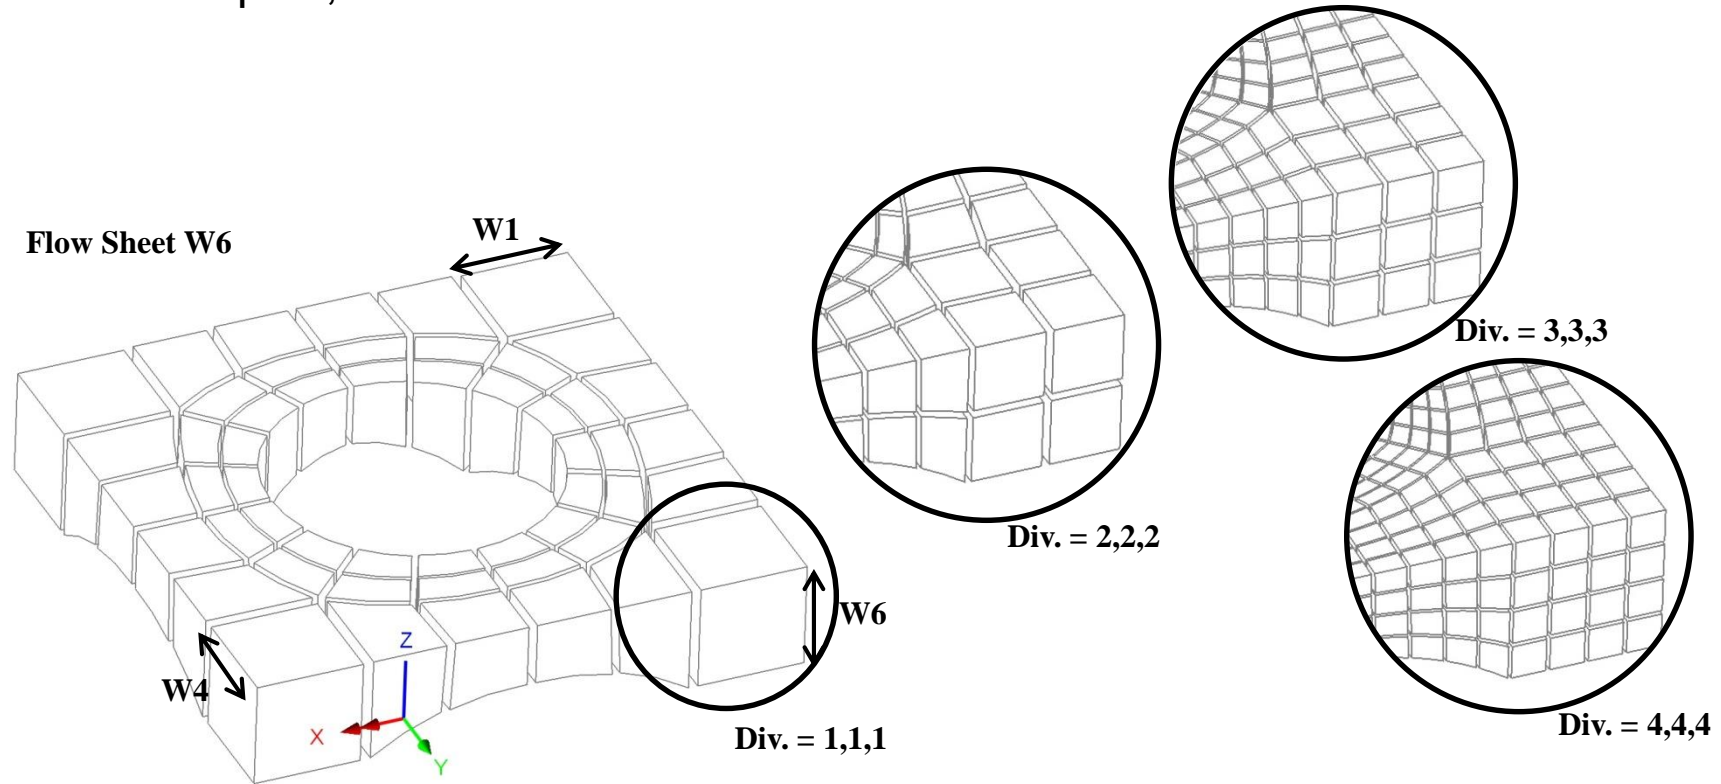 Flow Sheet W6
W1
W6
W4
Z
X
Y
Div. = 1,1,1
Div. = 2,2,2
Div. = 3,3,3
Div. = 4,4,4